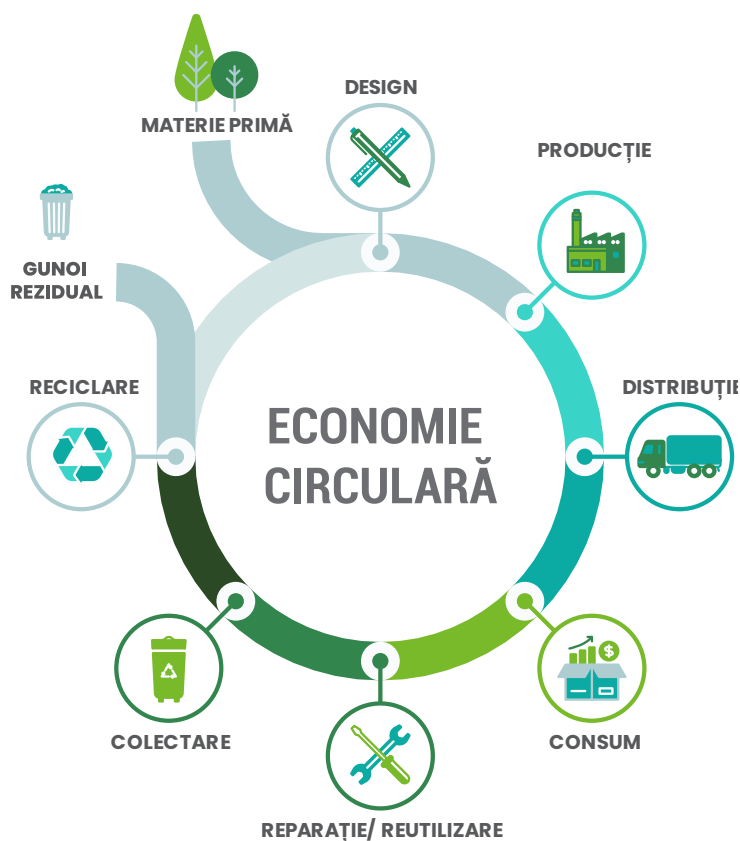 MATERIE PRIMĂ
DESIGN
PRODUCȚIE
GUNOI
REZIDUAL
RECICLARE
DISTRIBUȚIE
ECONOMIE
CIRCULARĂ
$
COLECTARE
CONSUM
REPARAȚIE/ REUTILIZARE